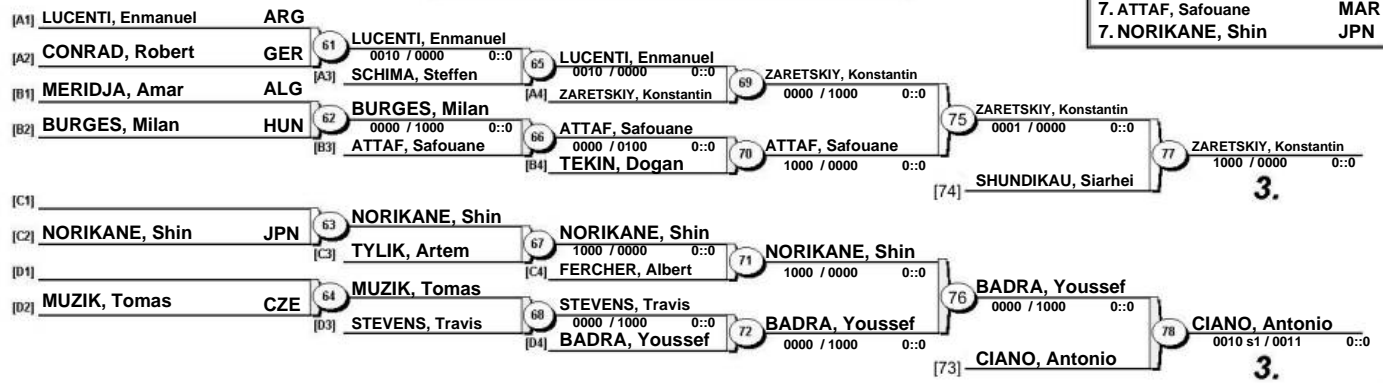 7. ATTAF, Safouane MAR
7. NORIKANE, Shin JPN
[A1] LUCENTI, Enmanuel ARG
[A2] CONRAD, Robert GER
61
LUCENTI, Enmanuel
0010 / 0000 0::0
[A3] SCHIMA, Steffen
65
LUCENTI, Enmanuel
0010 / 0000 0::0
[A4] ZARETSKIY, Konstantin
69
ZARETSKIY, Konstantin
0000 / 1000 0::0
[B1] MERIDJA, Amar ALG
[B2] BURGES, Milan HUN
62
BURGES, Milan
0000 / 1000 0::0
[B3] ATTAF, Safouane
66
ATTAF, Safouane
0000 / 0100 0::0
[B4] TEKIN, Dogan
70
ATTAF, Safouane
1000 / 0000 0::0
75
ZARETSKIY, Konstantin
0001 / 0000 0::0
[74] SHUNDIKAU, Siarhei
77
ZARETSKIY, Konstantin
1000 / 0000 0::0
3.
[C1]
[C2] NORIKANE, Shin JPN
63
NORIKANE, Shin
[C3] TYLIK, Artem
67
NORIKANE, Shin
1000 / 0000 0::0
[C4] FERCHER, Albert
71
NORIKANE, Shin
1000 / 0000 0::0
[D1]
[D2] MUZIK, Tomas CZE
64
MUZIK, Tomas
[D3] STEVENS, Travis
68
STEVENS, Travis
0000 / 1000 0::0
[D4] BADRA, Youssef
72
BADRA, Youssef
0000 / 1000 0::0
76
BADRA, Youssef
0000 / 1000 0::0
[73] CIANO, Antonio
78
CIANO, Antonio
0010 s1 / 0011 0::0
3.